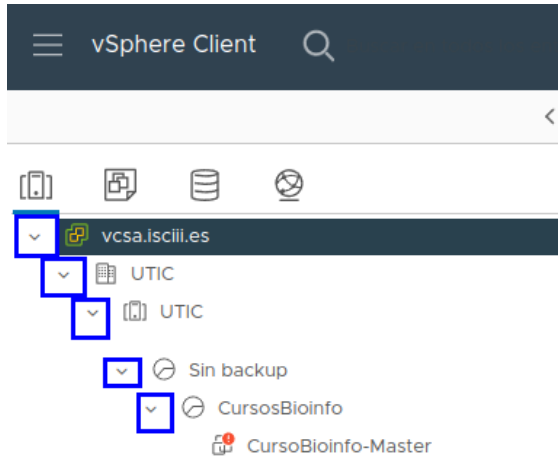 vSphere Client
vcsa.isciii.es
UTIC
UTIC
Sin backup
CursosBioinfo
CursoBioinfo-Master